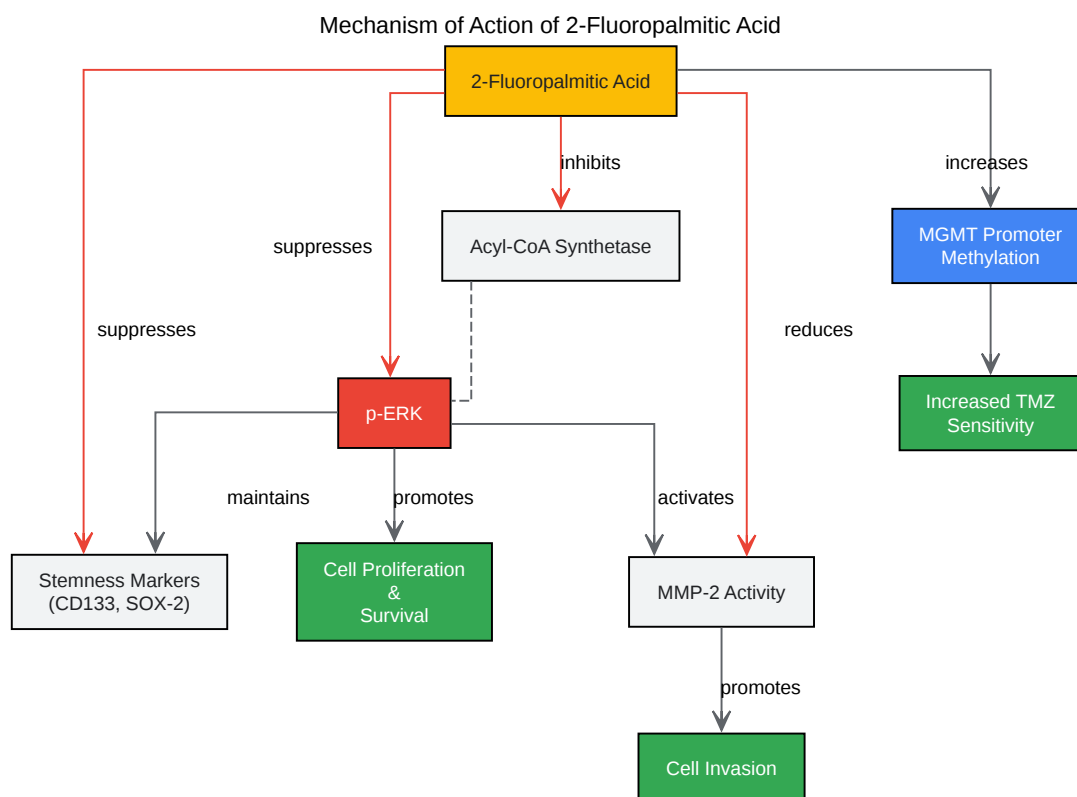 Mechanism of Action of 2-Fluoropalmitic Acid
2-Fluoropalmitic Acid
inhibits
increases
Acyl-CoA Synthetase
MGMT Promoter
Methylation
suppresses
suppresses
reduces
p-ERK
Increased TMZ
Sensitivity
maintains
promotes
activates
Stemness Markers
(CD133, SOX-2)
Cell Proliferation
&
Survival
MMP-2 Activity
promotes
Cell Invasion